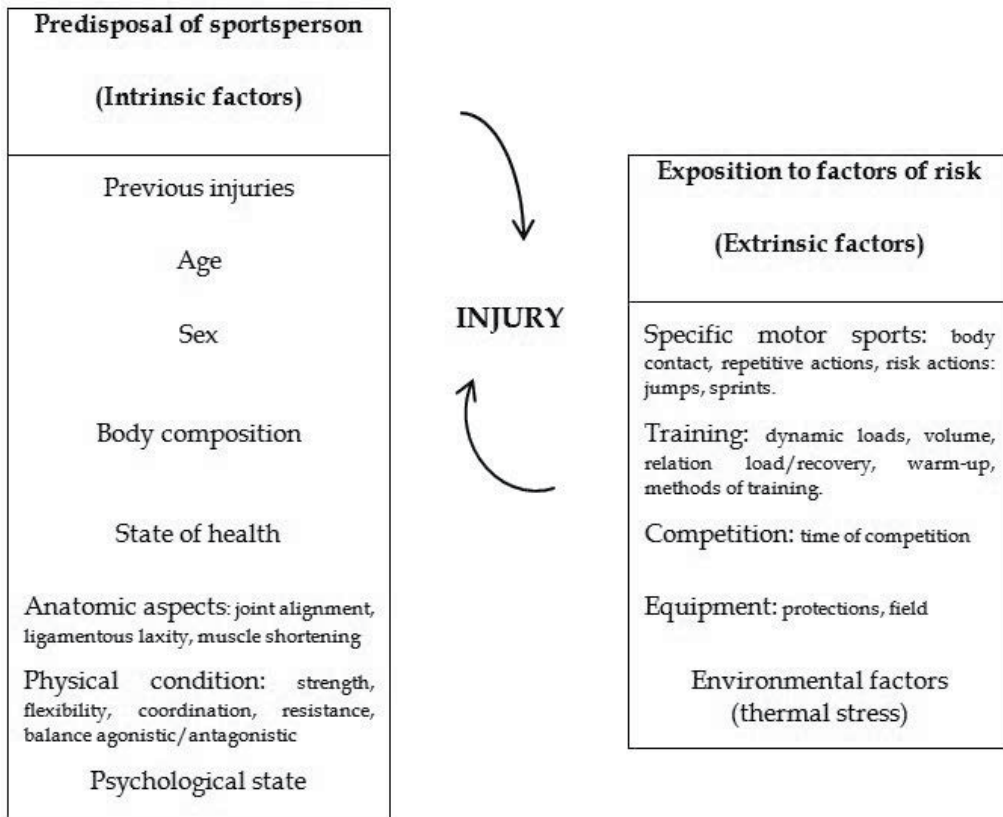 Predisposal of sportsperson
(Intrinsic factors)
Previous injuries
Age
Sex
Body composition
State of health
Anatomic aspects: joint alignment,
ligamentous laxity, muscle shortening
Physical condition: strength,
flexibility, coordination, resistance,
balance agonistic/antagonistic
Psychological state
INJURY
Exposition to factors of risk
(Extrinsic factors)
Specific motor sports: body
contact, repetitive actions, risk actions:
jumps, sprints.
Training: dynamic loads, volume,
relation load/recovery, warm-up,
methods of training.
Competition: time of competition
Equipment: protections, field
Environmental factors
(thermal stress)